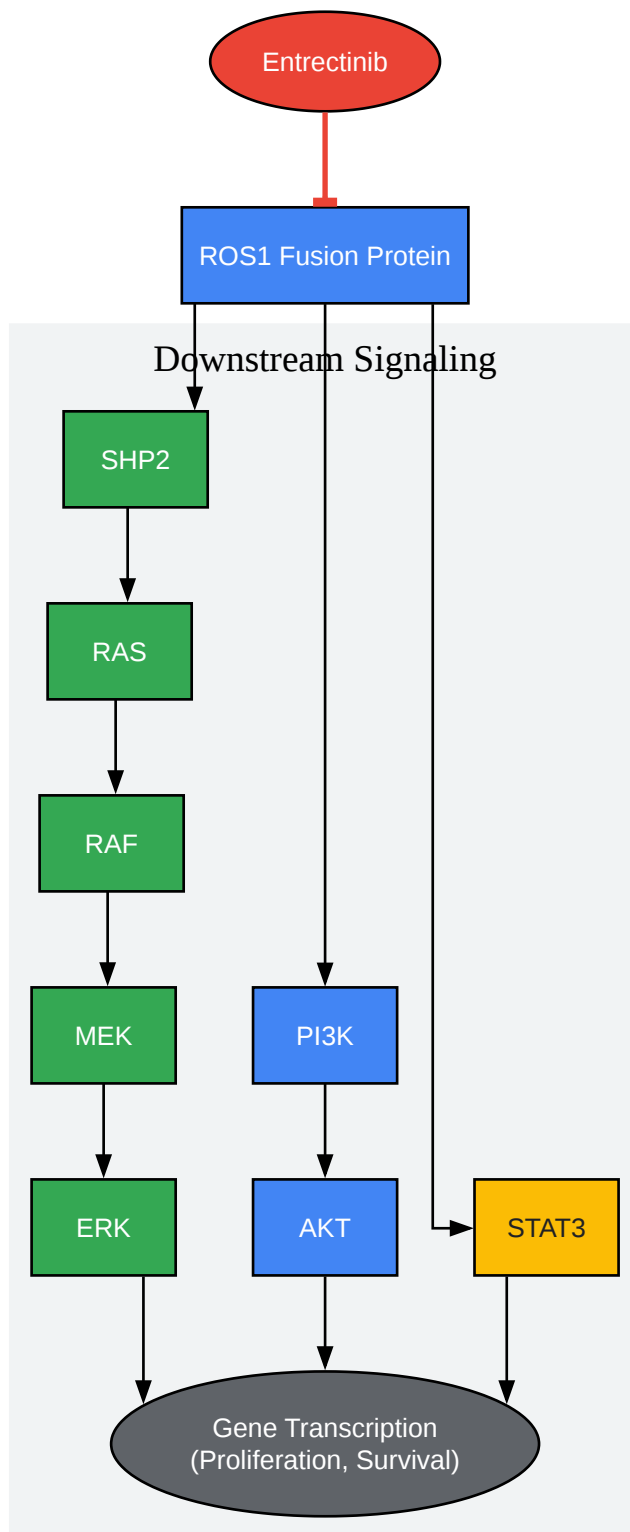 Entrectinib
ROS1 Fusion Protein
Downstream Signaling
SHP2
RAS
RAF
MEK
PI3K
ERK
AKT
STAT3
Gene Transcription
(Proliferation, Survival)